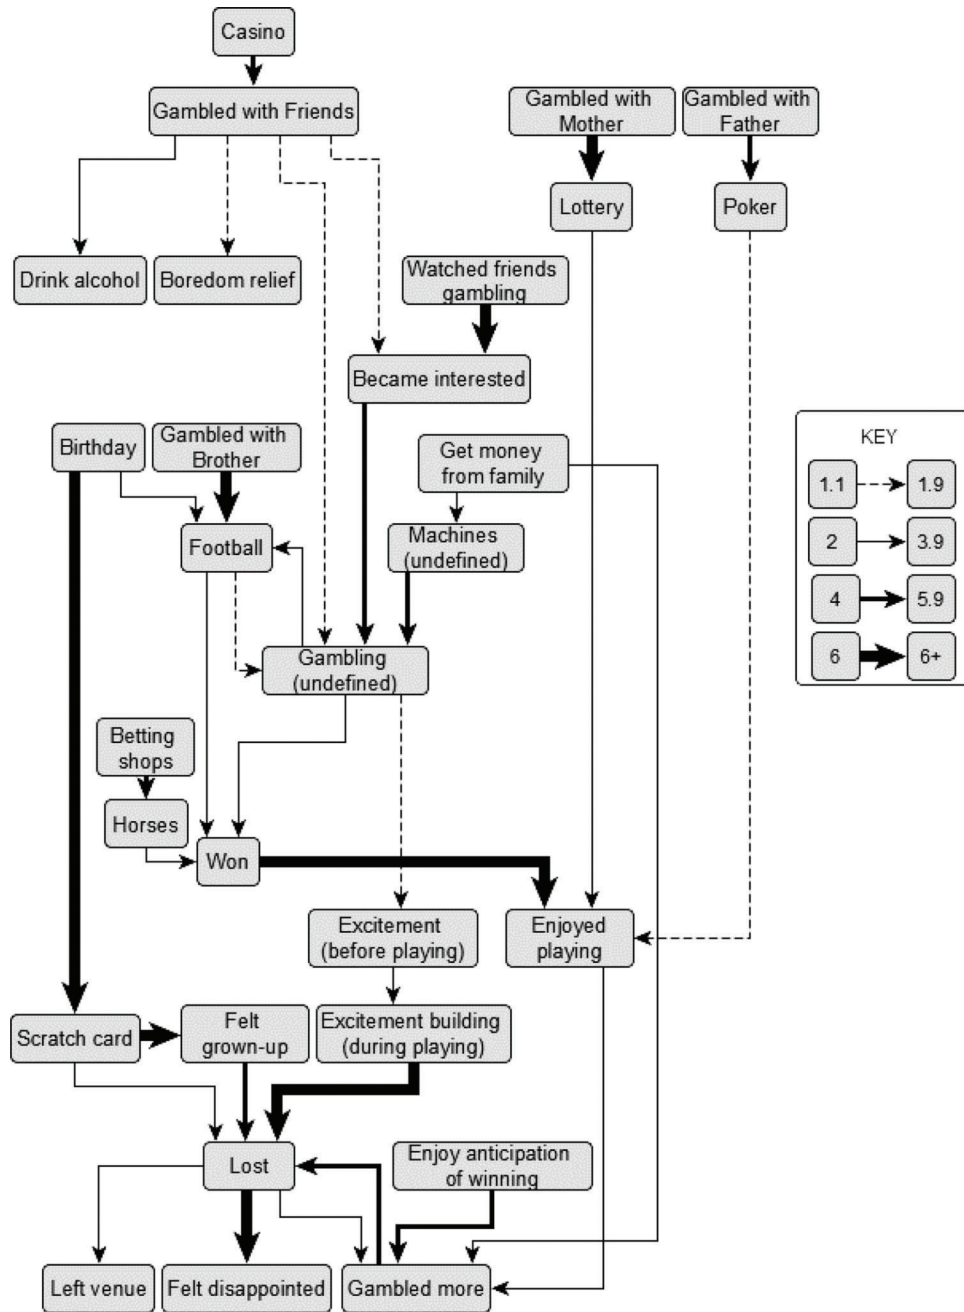 Casino
Gambled with Friends
Gambled with
Mother
Gambled with
Father
Lottery
Poker
Drink alcohol
Boredom relief
Watched friends
gambling
Became interested
Birthday
Gambled with
Brother
Get money
from family
Football
Machines
(undefined)
Gambling
(undefined)
KEY
1.1
1.9
2
3.9
4
5.9
6
6+
Betting
shops
Horses
Won
Excitement
(before playing)
Enjoyed
playing
Scratch card
Felt
grown-up
Excitement building
(during playing)
Lost
Enjoy anticipation
of winning
Left venue
Felt disappointed
Gambled more